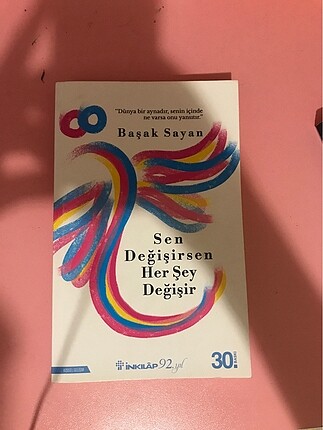 "Dünya bir aynadır, senin içinde
ne varsa onu yansıtır."
Başak Sayan
Sen
Değişirsen
Her Şey
Değişir
İNKILÂP 92. yıl
30.